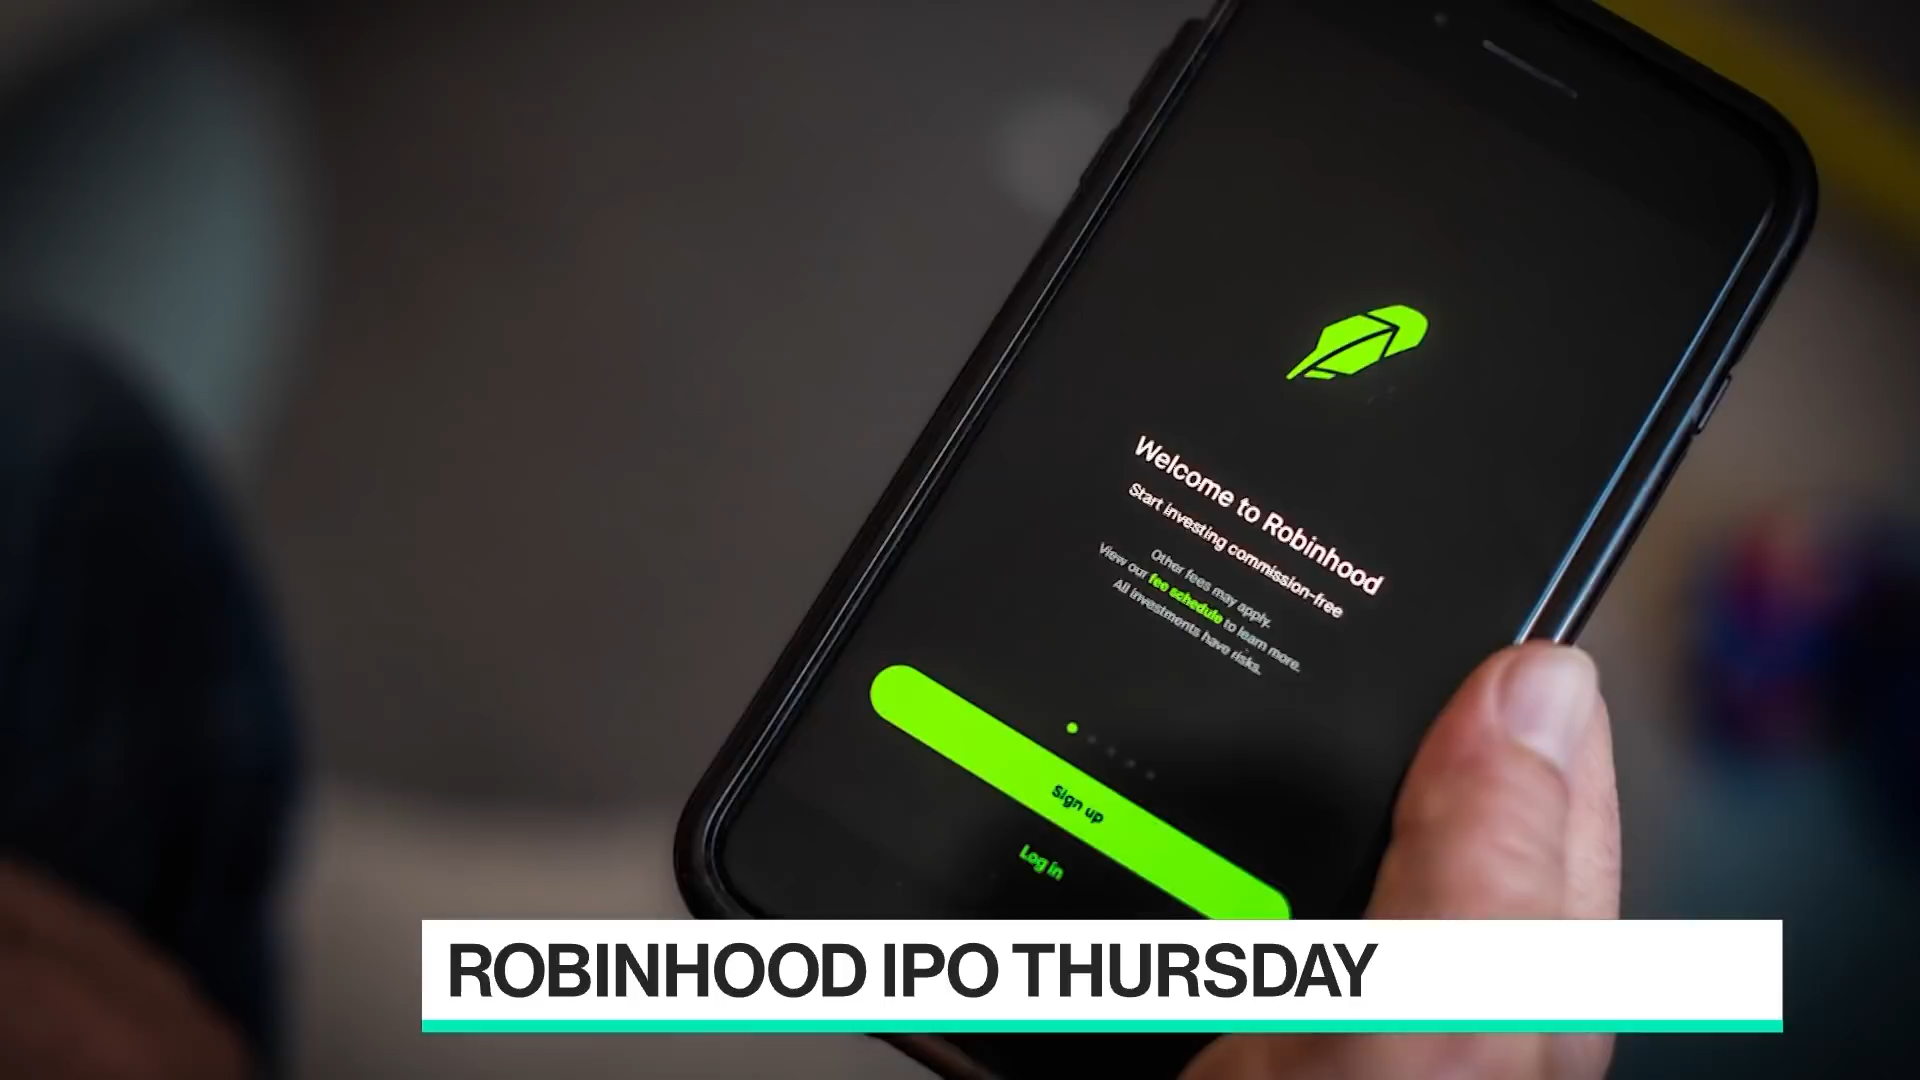 Welcome to Robinhood
Start investing commission-free
Other fees may apply.
View our fee schedule to learn more.
All investments have risks.
Sign up
Log in
ROBINHOOD IPO THURSDAY